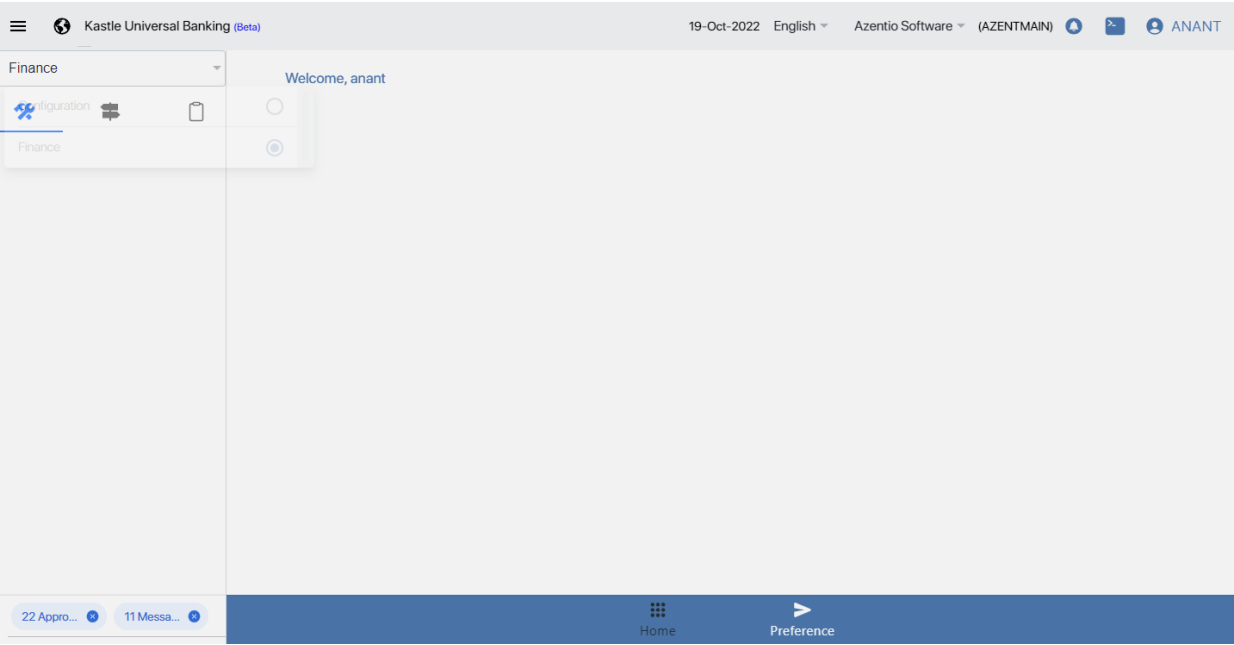 Kastle Universal Banking (Beta)
19-Oct-2022 English Azentio Software (AZENTMAIN) ANANT
Finance
Welcome, anant
Configuration
Finance
22 Appro... 11 Messa...
Home Preference